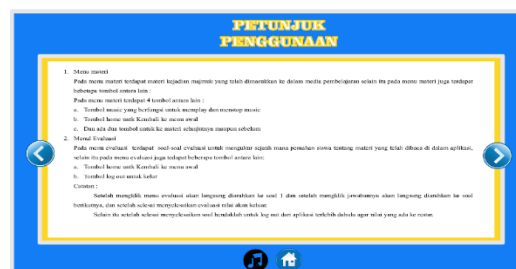 PETUNJUK
PENGGUNAAN
1. Menu materi
Pada menu materi terdapat materi kejadian majemuk yang telah dimasukkan ke dalam media pembelajaran selain itu pada menu materi juga terdapat
beberapa tombol antara lain :
Pada menu materi terdapat 4 tombol antara lain :
a. Tombol music yang berfungsi untuk memplay dan menstop music
b. Tombol home untk Kembali ke menu awal
c. Dan ada dua tombol untuk ke materi selanjutnya maupun sebelum
2. Menul Evaluasi
Pada menu evaluasi terdapat soal-soal evaluasi untuk mengukur sejauh mana pemahan siswa tentang materi yang telah dibaca di dalam aplikasi,
selain itu pada menu evaluasi juga tedapat beberapa tombol antara lain:
a. Tombol home untk Kembali ke menu awal
b. Tombol log out untuk keluar
Catatan :
Setelah mengklik menu evaluasi akan langsung diarahkan ke soal 1 dan setelah mengklik jawabannya akan langsung diarahkan ke soal
berikutnya, dan setelah selesai menyelesaikan evaluasi nilai akan keluar.
Selain itu setelah selesai menyelesaikan soal hendaklah untuk log out dari aplikasi terlebih dahulu agar nilai yang ada ke